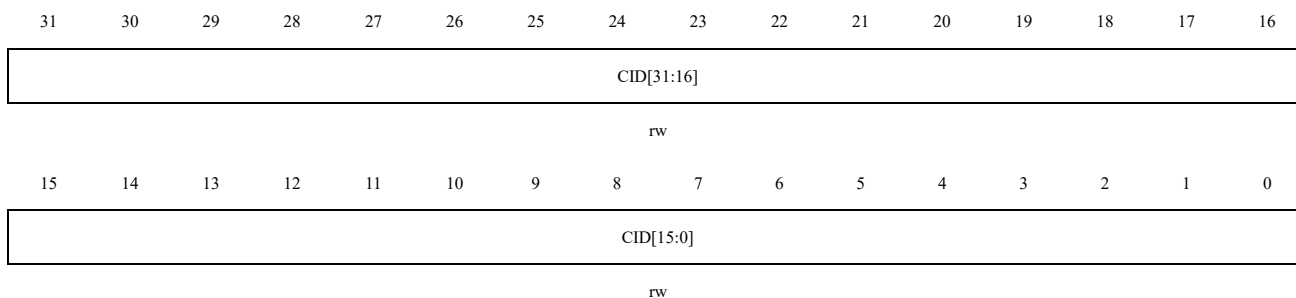 31 30 29 28 27 26 25 24 23 22 21 20 19 18 17 16
CID[31:16]
rw
15 14 13 12 11 10 9 8 7 6 5 4 3 2 1 0
CID[15:0]
rw